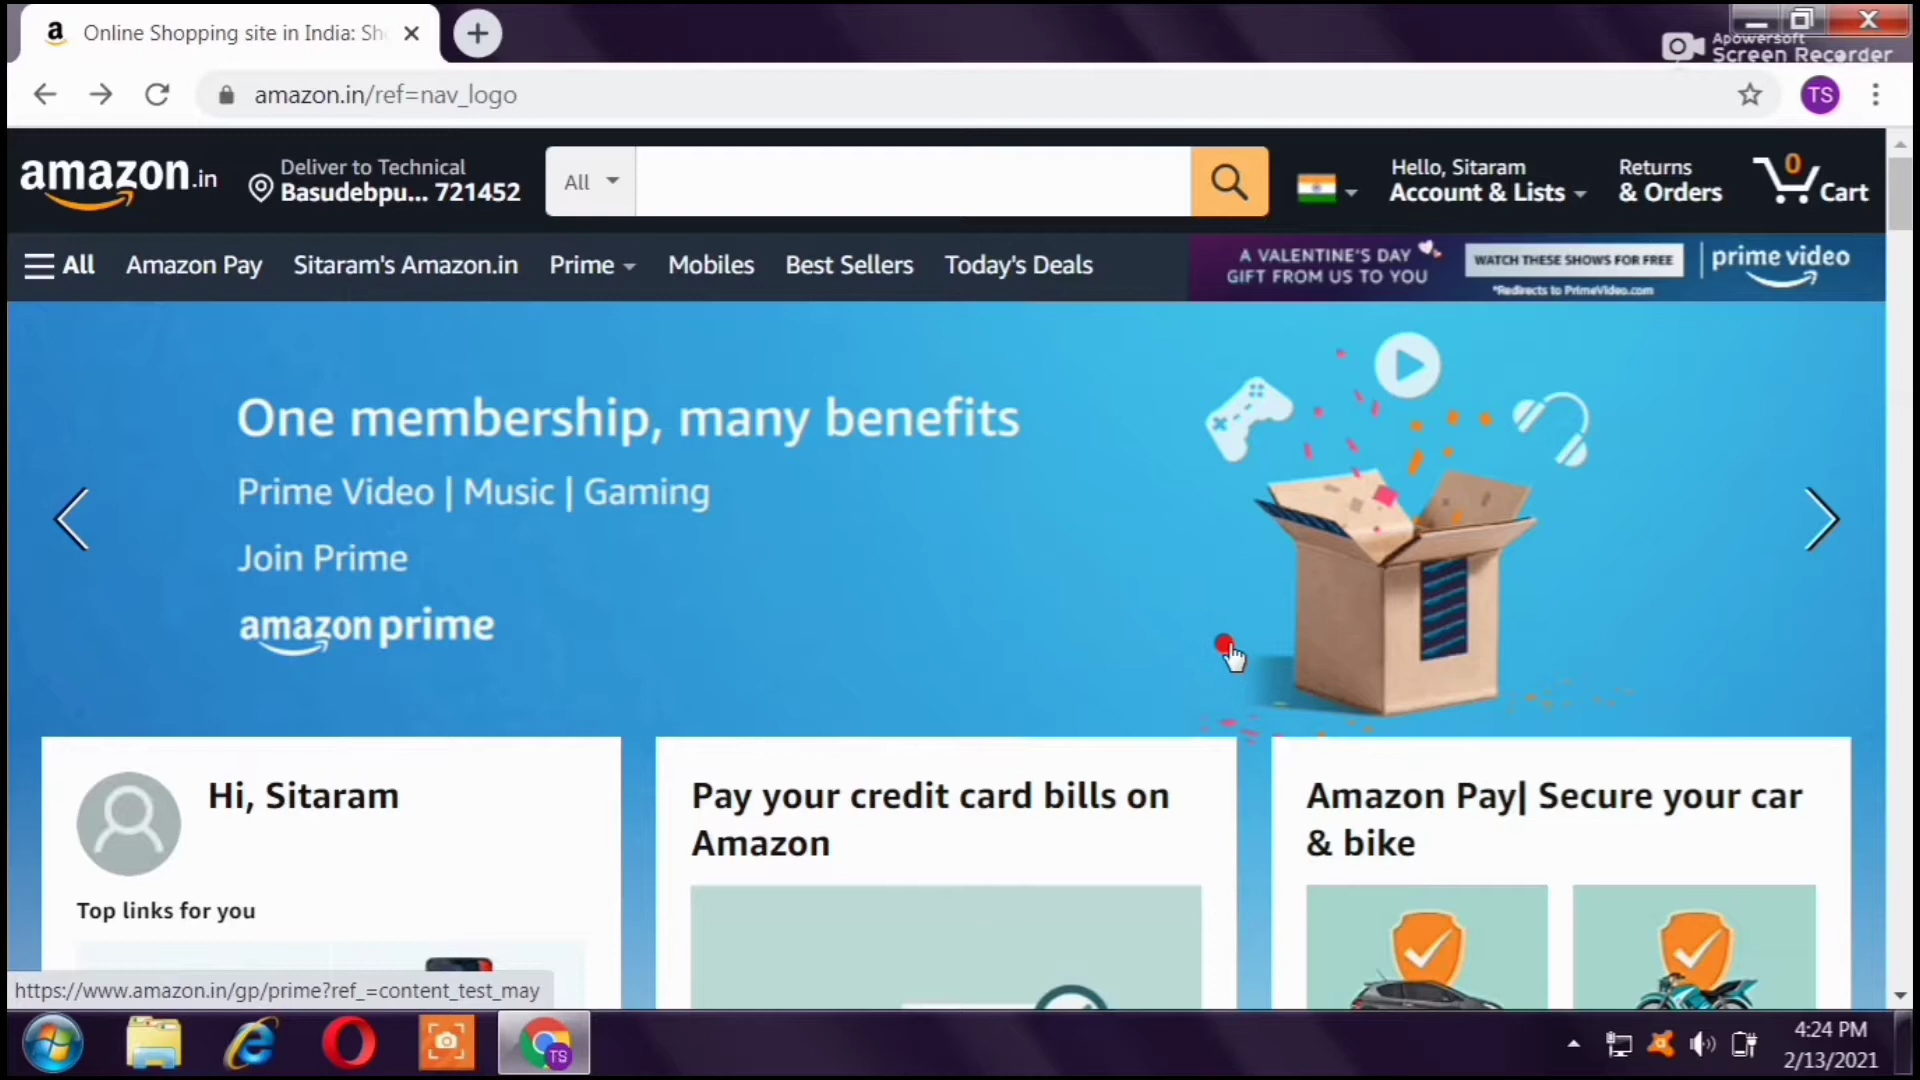 Online Shopping site in India: Sh
Apowersoft
Screen Recorder
amazon.in/ref=nav_logo
TS
amazon.in
Deliver to Technical
Basudebpu... 721452
All
Hello, Sitaram
Account & Lists
Returns
& Orders
0
Cart
All
Amazon Pay
Sitaram's Amazon.in
Prime
Mobiles
Best Sellers
Today's Deals
A VALENTINE'S DAY
GIFT FROM US TO YOU
WATCH THESE SHOWS FOR FREE
*Redirects to PrimeVideo.com
prime video
One membership, many benefits
Prime Video | Music | Gaming
Join Prime
amazon prime
Hi, Sitaram
Top links for you
Pay your credit card bills on
Amazon
Amazon Pay| Secure your car
& bike
https://www.amazon.in/gp/prime?ref_=content_test_may
TS
4:24 PM
2/13/2021